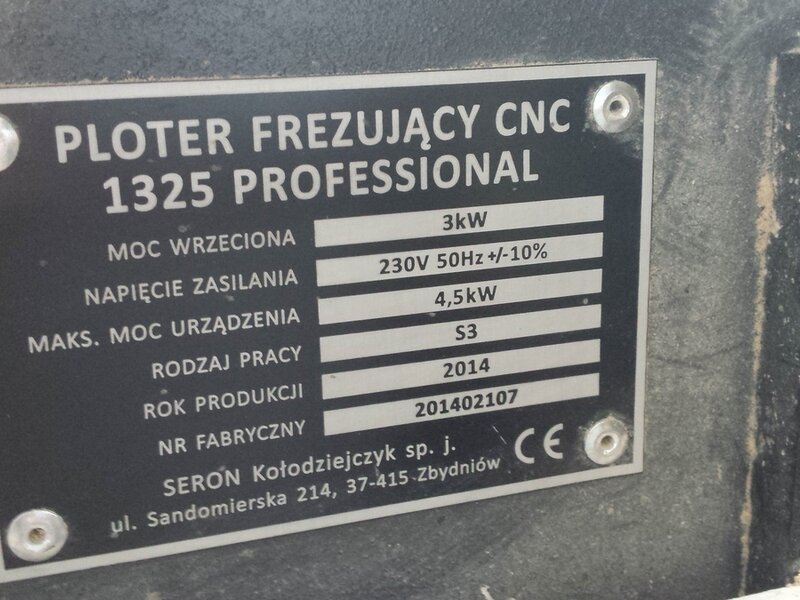 PLOTER FREZUJĄCY CNC
1325 PROFESSIONAL
MOC WRZECIONA 3kW
NAPIĘCIE ZASILANIA 230V 50Hz +/-10%
MAKS. MOC URZĄDZENIA 4,5kW
RODZAJ PRACY S3
ROK PRODUKCJI 2014
NR FABRYCZNY 201402107
SERON Kołodziejczyk sp. j. CE
ul. Sandomierska 214, 37-415 Zbydniów